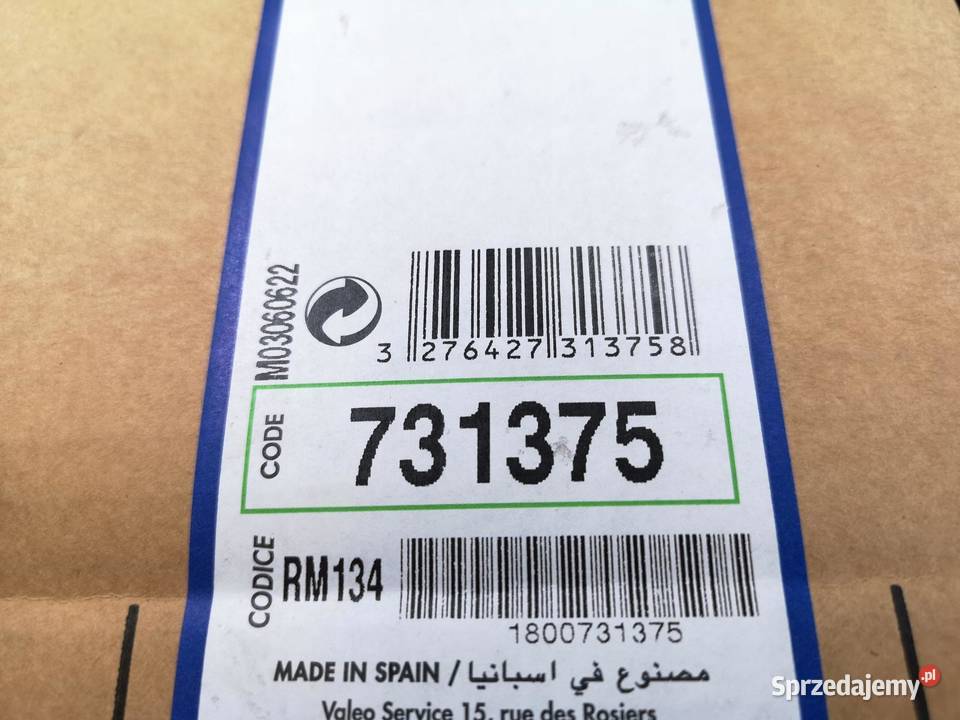 M03060622
3 276427 313758
CODE
731375
CODICE
RM134
1800731375
MADE IN SPAIN / مصنوع في اسبانيا
Valeo Service 15, rue des Rosiers
Sprzedajemy.pl